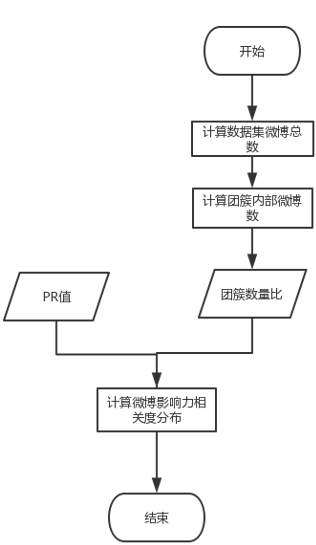 开始
计算数据集微博总
数
计算团簇内部微博
数
团簇数量比
PR值
计算微博影响力相
关度分布
结束